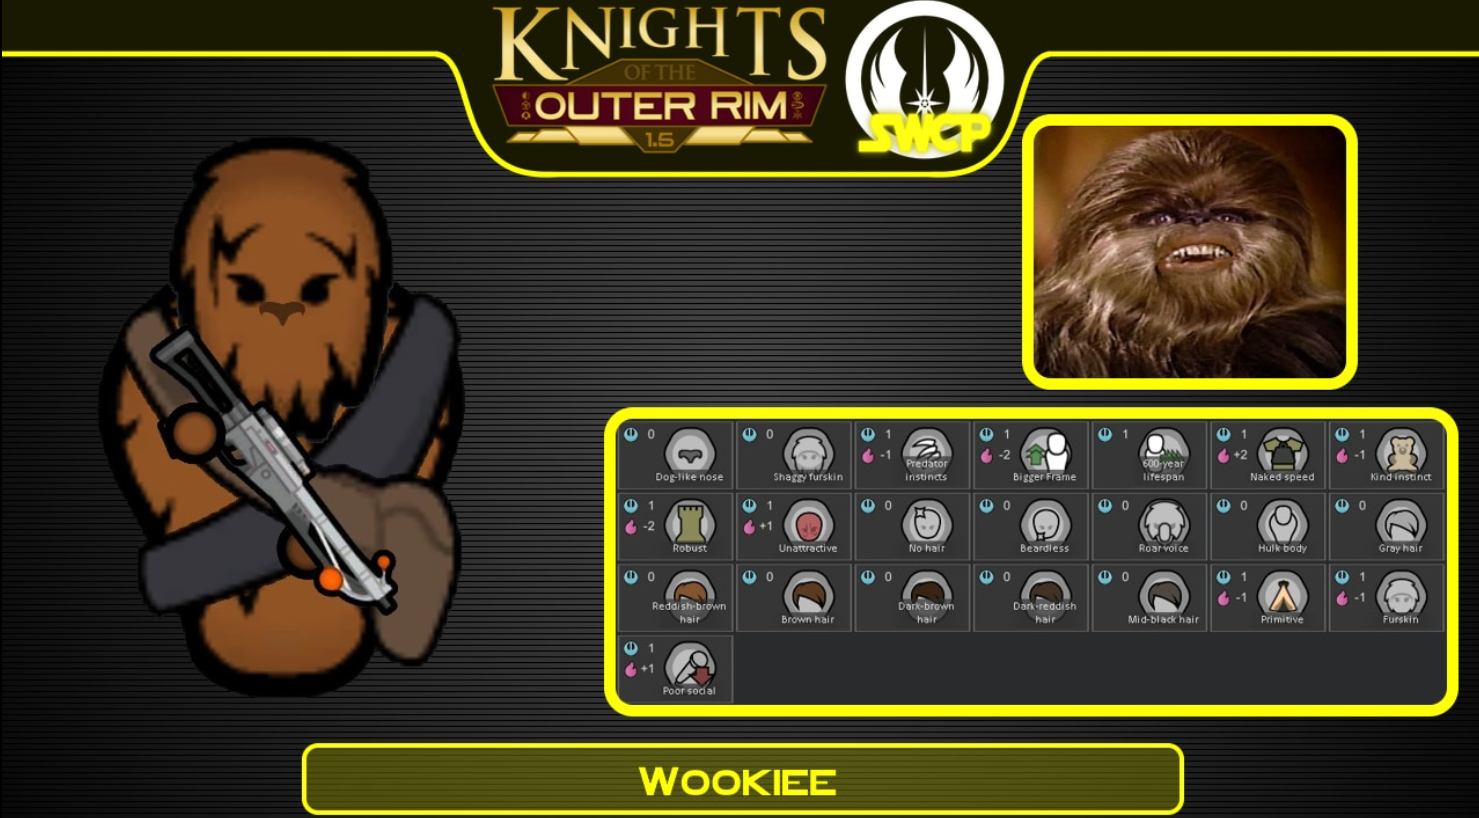 KNIGHTS
OF THE
OUTER RIM
1.5
SWCP
0 Dog-like nose
0 Shaggy furskin
1 -1 Predator instincts
1 -2 Bigger Frame
1 600-year lifespan
1 +2 Naked speed
1 -1 Kind instinct
1 -2 Robust
1 +1 Unattractive
0 No hair
0 Beardless
0 Roar voice
0 Hulk body
0 Gray hair
0 Reddish-brown hair
0 Brown hair
0 Dark-brown hair
0 Dark-reddish hair
0 Mid-black hair
1 -1 Primitive
1 -1 Furskin
1 +1 Poor social
WOOKIEE